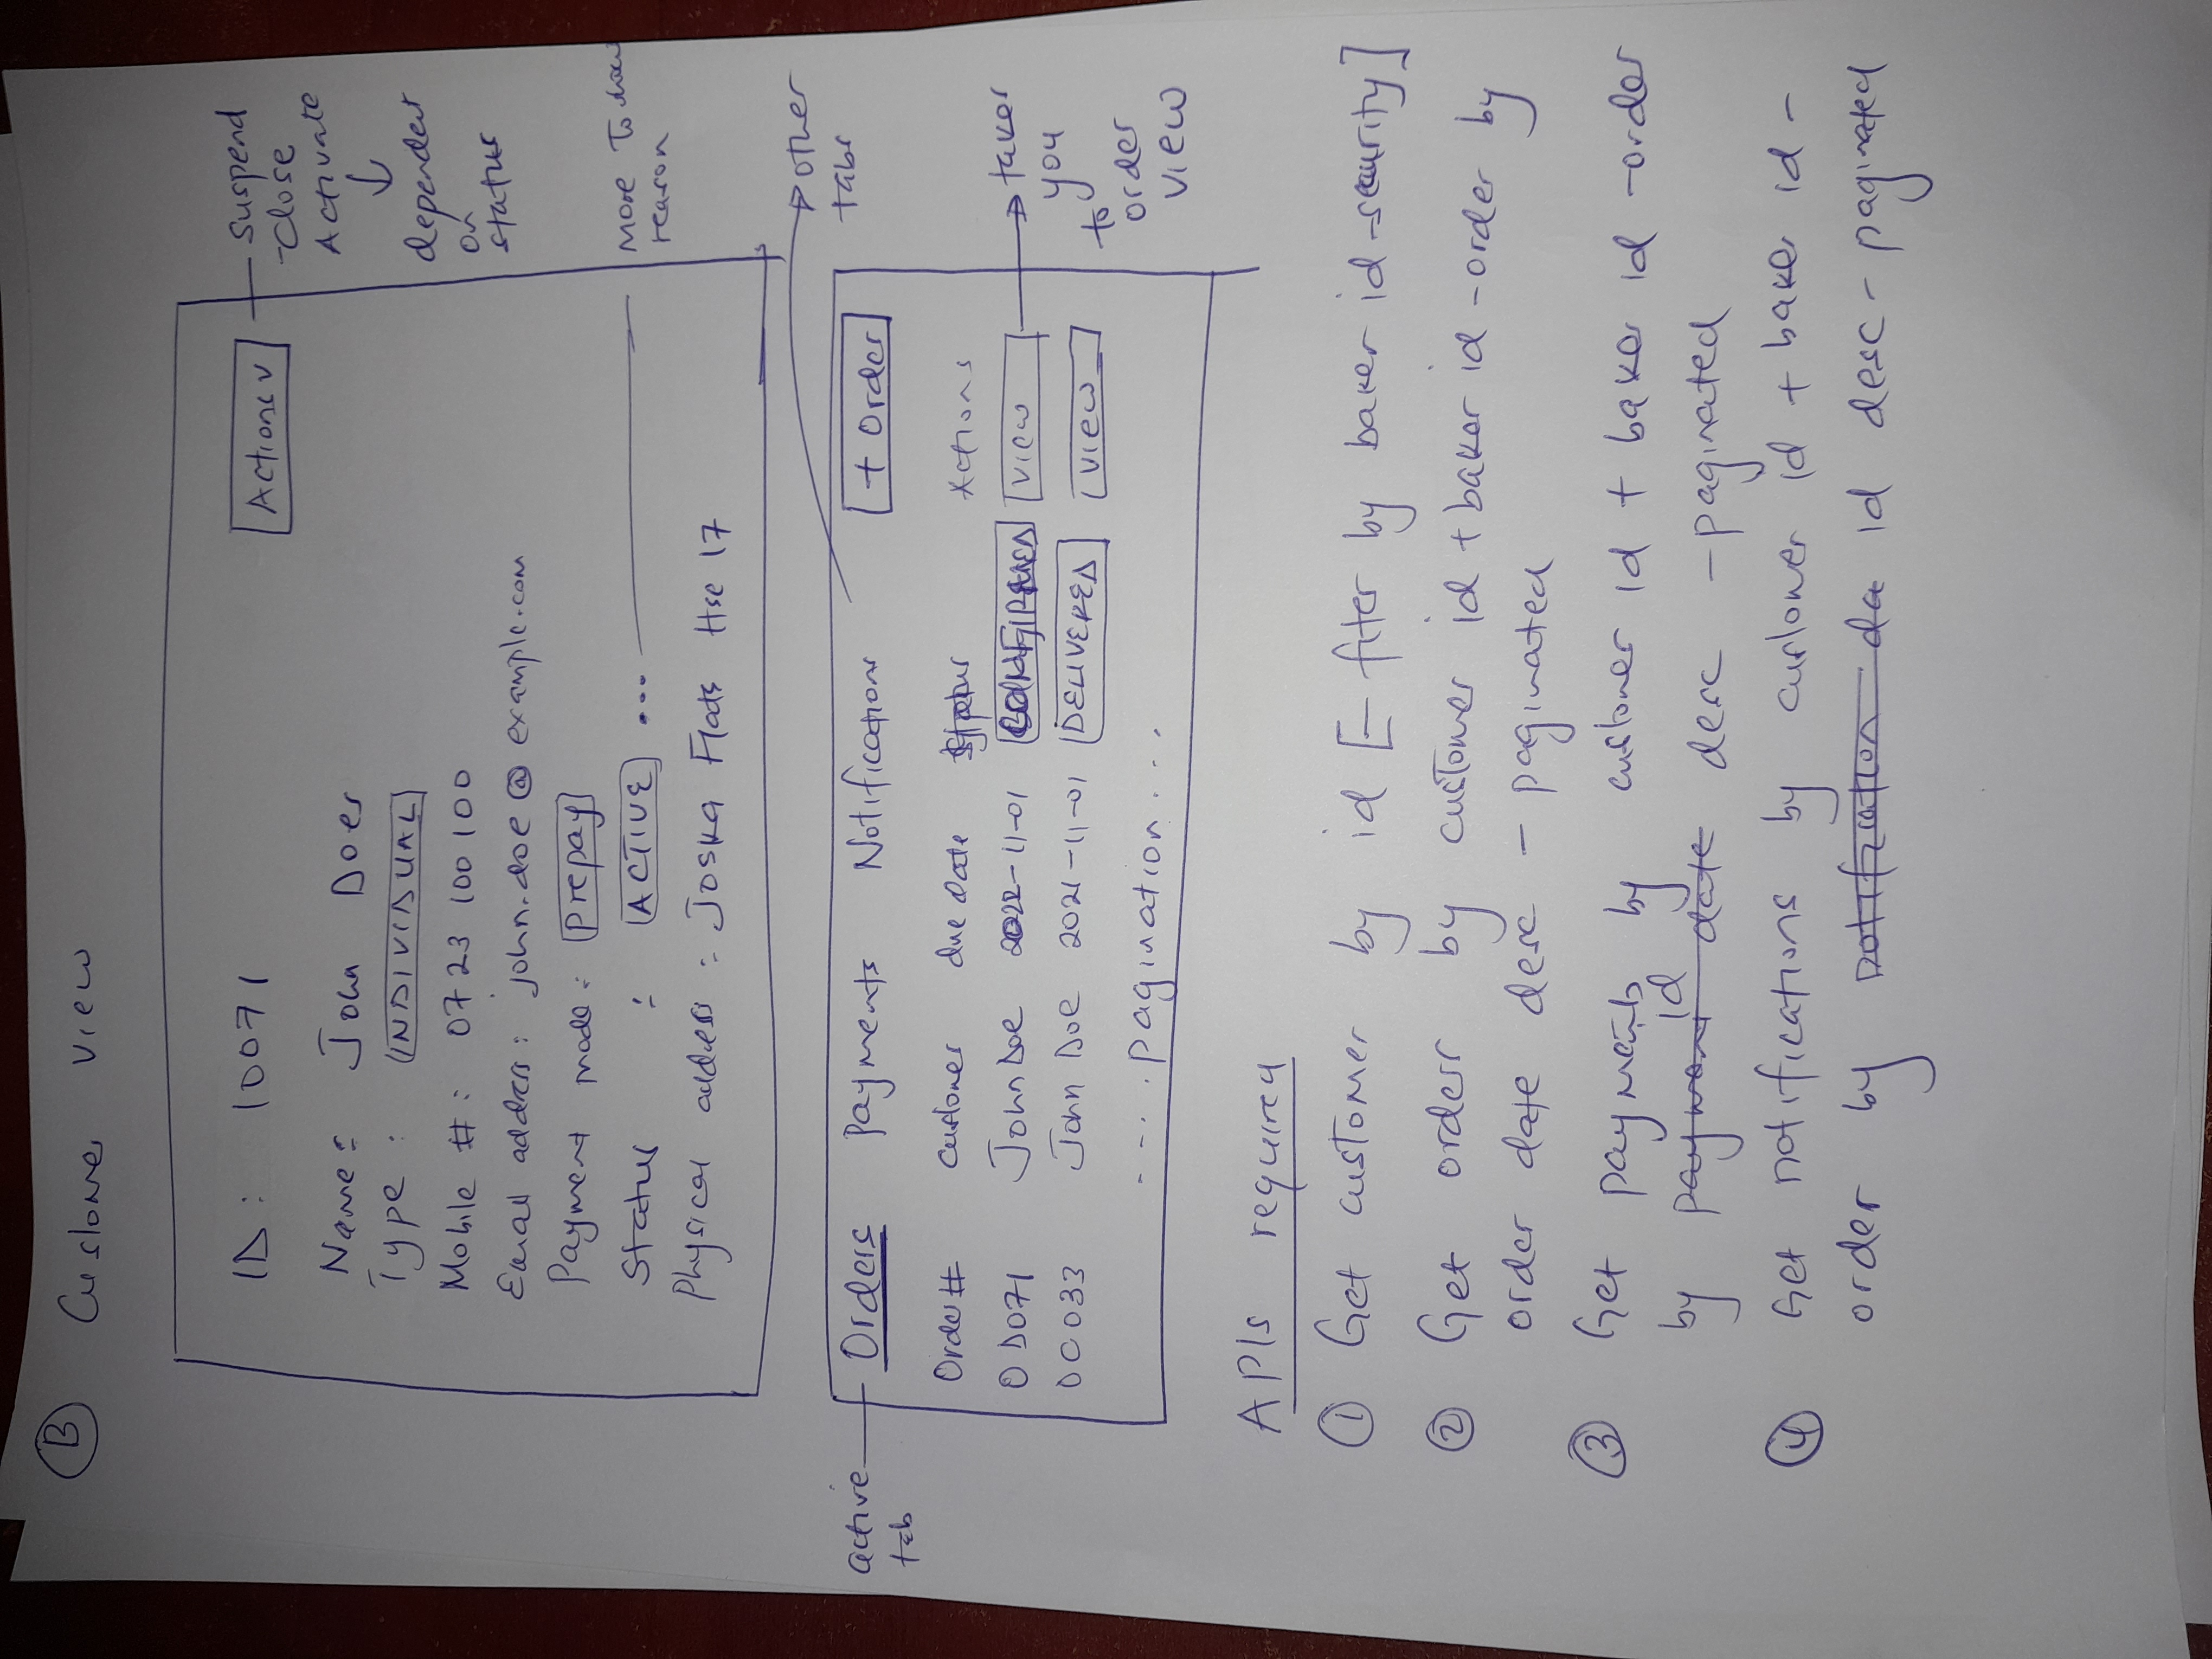 B Customer view
ID: 10071 Actions v
Name: John Does
Type: INDIVIDUAL
Mobile #: 0723 100 100
Email address: john.doe@example.com
Payment mode: prepay
Status : ACTIVE ...
Physical address: Joska Flats Hse 17
suspend
-close
Activate
↓
dependent
on
status
more to show
reason
other
tabs
active
tab
Orders Payments Notifications + Order
Order# customer due date Status Actions
OD071 John Doe 2022-11-01 CONFIRMED view
OC033 John Doe 2021-11-01 DELIVERED view
---- pagination ...
takes
you
to
order
view
APIs required
1 Get customer by id [- filter by baker id-security]
2 Get orders by customer id + baker id - order by
order date desc - paginated
3 Get payments by customer id + baker id - order
by payment date id desc - paginated
4 Get notifications by customer id + baker id -
order by notification da id desc - paginated